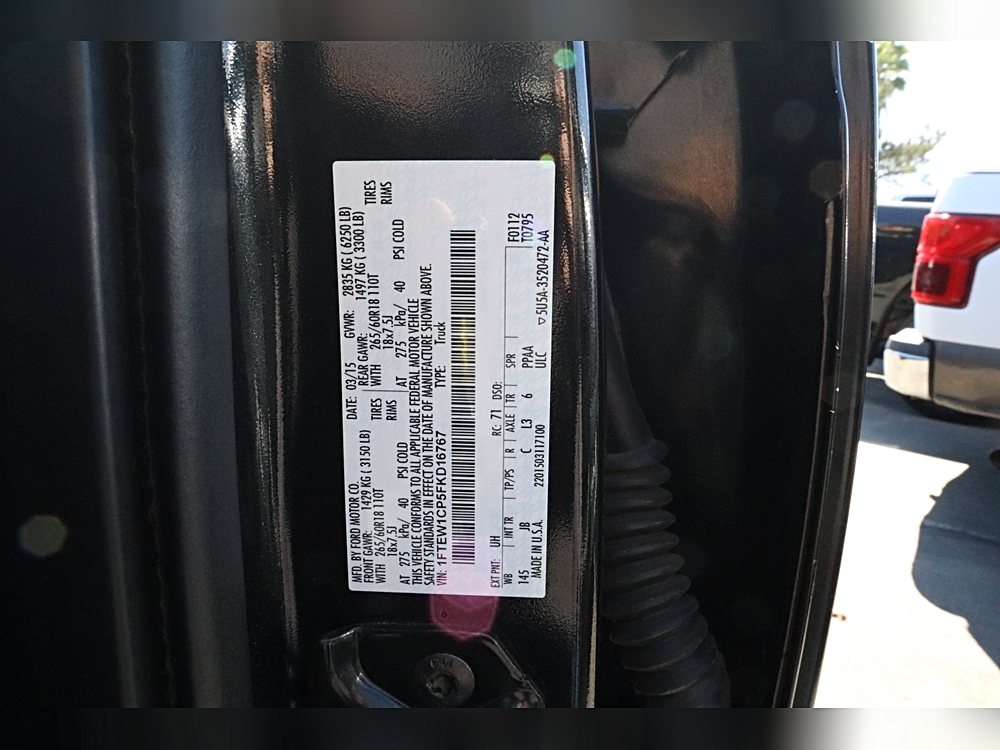 MFD. BY FORD MOTOR CO. DATE: 03/15 GVWR: 2835 KG ( 6250 LB)
FRONT GAWR: 1429 KG ( 3150 LB) REAR GAWR: 1497 KG ( 3300 LB)
WITH 265/60R18 110T TIRES WITH 265/60R18 110T TIRES
18x7.5J RIMS 18x7.5J RIMS
AT 275 kPa/ 40 PSI COLD AT 275 kPa/ 40 PSI COLD
THIS VEHICLE CONFORMS TO ALL APPLICABLE FEDERAL MOTOR VEHICLE
SAFETY STANDARDS IN EFFECT ON THE DATE OF MANUFACTURE SHOWN ABOVE.
VIN: 1FTEW1CP5FKD16767 TYPE: Truck
EXT PNT: UH RC: 71 DSO: F0112
WB INT TR TP/PS R AXLE TR SPR T0795
145 JB C L3 6 PPAA
MADE IN U.S.A. 2201503117100 ULC ▽5U5A-3520472-AA